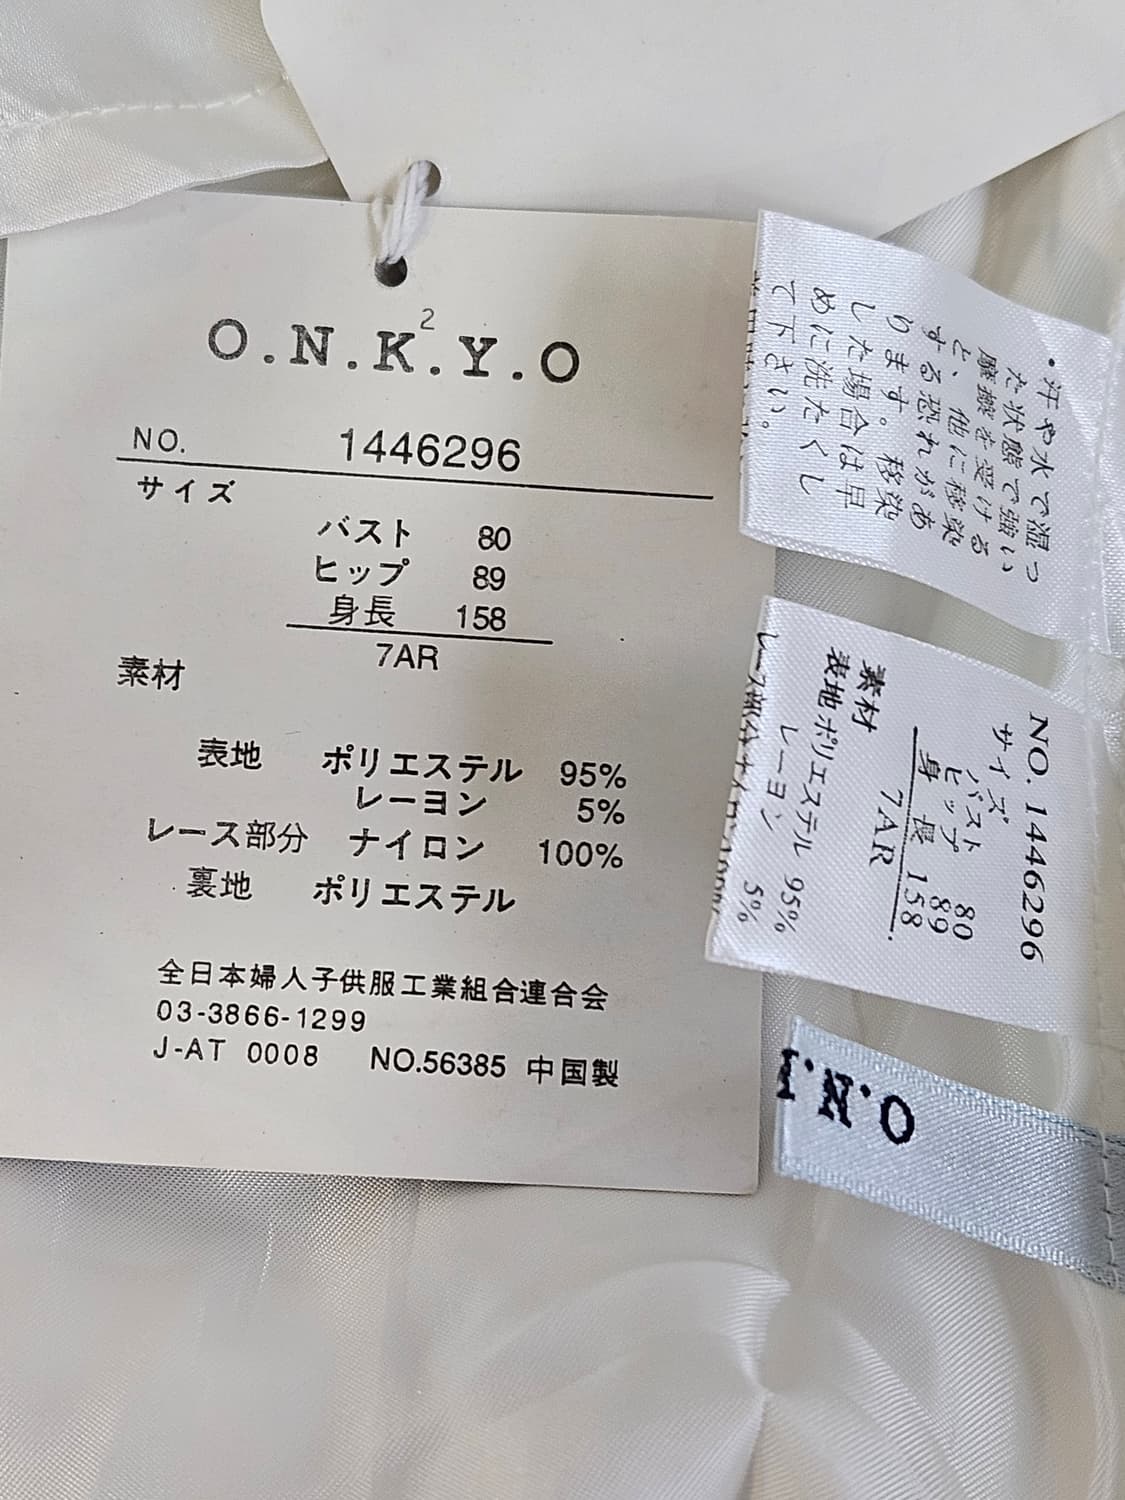 O.N.K².Y.O
NO. 1446296
サイズ
バスト 80
ヒップ 89
身長 158
7AR
素材
表地 ポリエステル 95%
レーヨン 5%
レース部分 ナイロン 100%
裏地 ポリエステル
全日本婦人子供服工業組合連合会
03-3866-1299
J-AT 0008 NO.56385 中国製
・汗や水で湿っ
た状態で強い
摩擦を受ける
と、他に移染
する恐れがあ
ります。移染
した場合は早
めに洗たくし
て下さい。
NO. 1446296
サイズ
バスト 80
ヒップ 89
身長 158
7AR
素材
表地 ポリエステル 95%
レーヨン 5%
O.N.